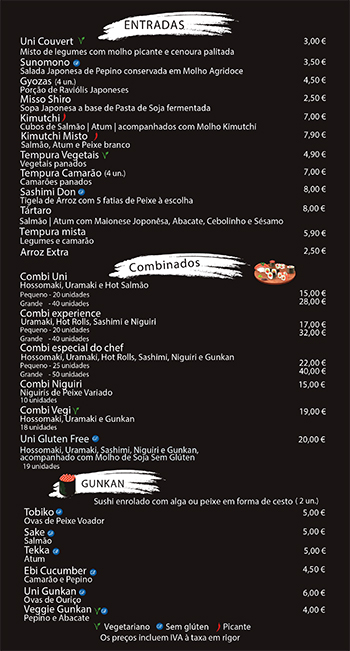 ENTRADAS
Uni Couvert 3,00 €
Misto de legumes com molho picante e cenoura palitada
Sunomono 3,50 €
Salada Japonesa de Pepino conservada em Molho Agridoce
Gyozas (4 un.) 4,50 €
Porção de Raviólis Japoneses
Misso Shiro 2,50 €
Sopa Japonesa a base de Pasta de Soja fermentada
Kimutchi 7,00 €
Cubos de Salmão | Atum | acompanhados com Molho Kimutchi
Kimutchi Misto 7,90 €
Salmão, Atum e Peixe branco
Tempura Vegetais 4,90 €
Vegetais panados
Tempura Camarão (4 un.) 7,00 €
Camarões panados
Sashimi Don 8,00 €
Tigela de Arroz com 5 fatias de Peixe à escolha
Tártaro 8,00 €
Salmão | Atum com Maionese Joponêsa, Abacate, Cebolinho e Sésamo
Tempura mista 5,90 €
Legumes e camarão
Arroz Extra 2,50 €
Combinados
Combi Uni
Hossomaki, Uramaki e Hot Salmão
Pequeno - 20 unidades 15,00 €
Grande - 40 unidades 28,00 €
Combi experience
Uramaki, Hot Rolls, Sashimi e Niguiri
Pequeno - 20 unidades 17,00 €
Grande - 40 unidades 32,00 €
Combi especial do chef
Hossomaki, Uramaki, Hot Rolls, Sashimi, Niguiri e Gunkan
Pequeno - 25 unidades 22,00 €
Grande - 50 unidades 40,00 €
Combi Niguiri 15,00 €
Niguiris de Peixe Variado
10 unidades
Combi Vegi 19,00 €
Hossomaki, Uramaki e Gunkan
18 unidades
Uni Gluten Free 20,00 €
Hossomaki, Uramaki, Sashimi, Niguiri e Gunkan,
acompanhado com Molho de Soja Sem Glúten
19 unidades
GUNKAN
Sushi enrolado com alga ou peixe em forma de cesto ( 2 un.)
Tobiko 5,00 €
Ovas de Peixe Voador
Sake 5,00 €
Salmão
Tekka 5,00 €
Atum
Ebi Cucumber 4,50 €
Camarão e Pepino
Uni Gunkan 6,00 €
Ovas de Ouriço
Veggie Gunkan 4,00 €
Pepino e Abacate
Vegetariano Sem glúten Picante
Os preços incluem IVA à taxa em rigor